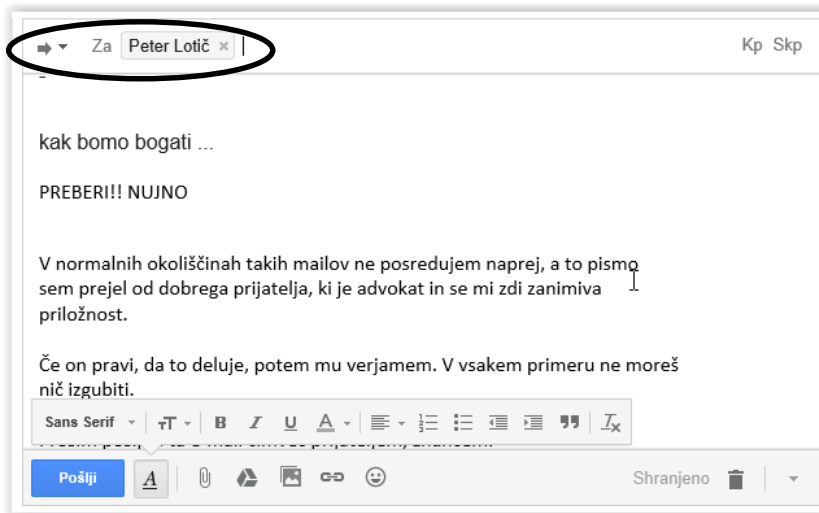 Za Peter Lotič × Kp Skp
kak bomo bogati ...
PREBERI!! NUJNO
V normalnih okoliščinah takih mailov ne posredujem naprej, a to pismo
sem prejel od dobrega prijatelja, ki je advokat in se mi zdi zanimiva
priložnost.
Če on pravi, da to deluje, potem mu verjamem. V vsakem primeru ne moreš
nič izgubiti.
Sans Serif
Pošlji Shranjeno